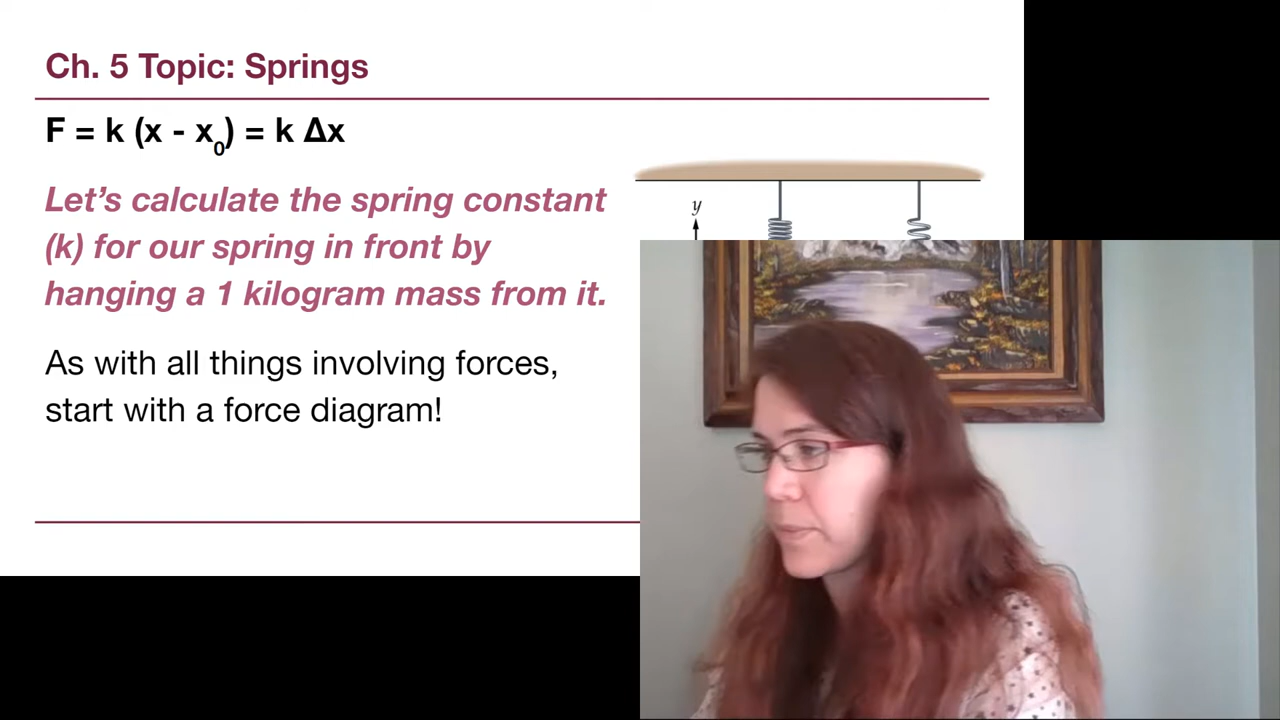 Ch. 5 Topic: Springs
F = k (x - x₀) = k Δx
Let’s calculate the spring constant
(k) for our spring in front by
hanging a 1 kilogram mass from it.
As with all things involving forces,
start with a force diagram!
y